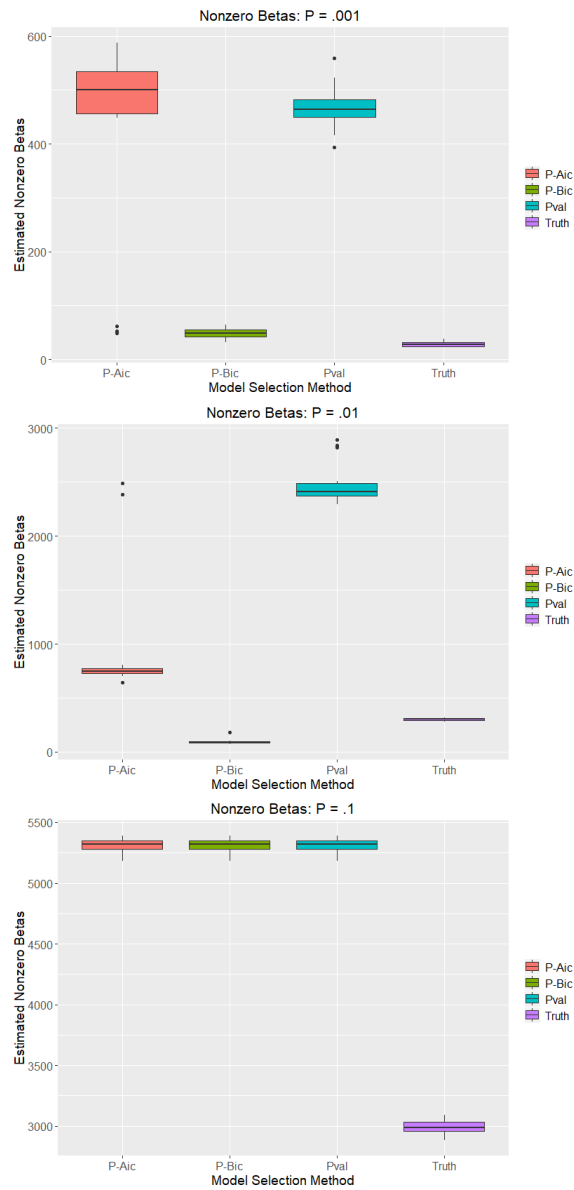 Nonzero Betas: P = .001
Estimated Nonzero Betas
600
400
200
0
P-Aic P-Bic Pval Truth
Model Selection Method
P-Aic
P-Bic
Pval
Truth
Nonzero Betas: P = .01
Estimated Nonzero Betas
3000
2000
1000
0
P-Aic P-Bic Pval Truth
Model Selection Method
P-Aic
P-Bic
Pval
Truth
Nonzero Betas: P = .1
Estimated Nonzero Betas
5500
5000
4500
4000
3500
3000
P-Aic P-Bic Pval Truth
Model Selection Method
P-Aic
P-Bic
Pval
Truth